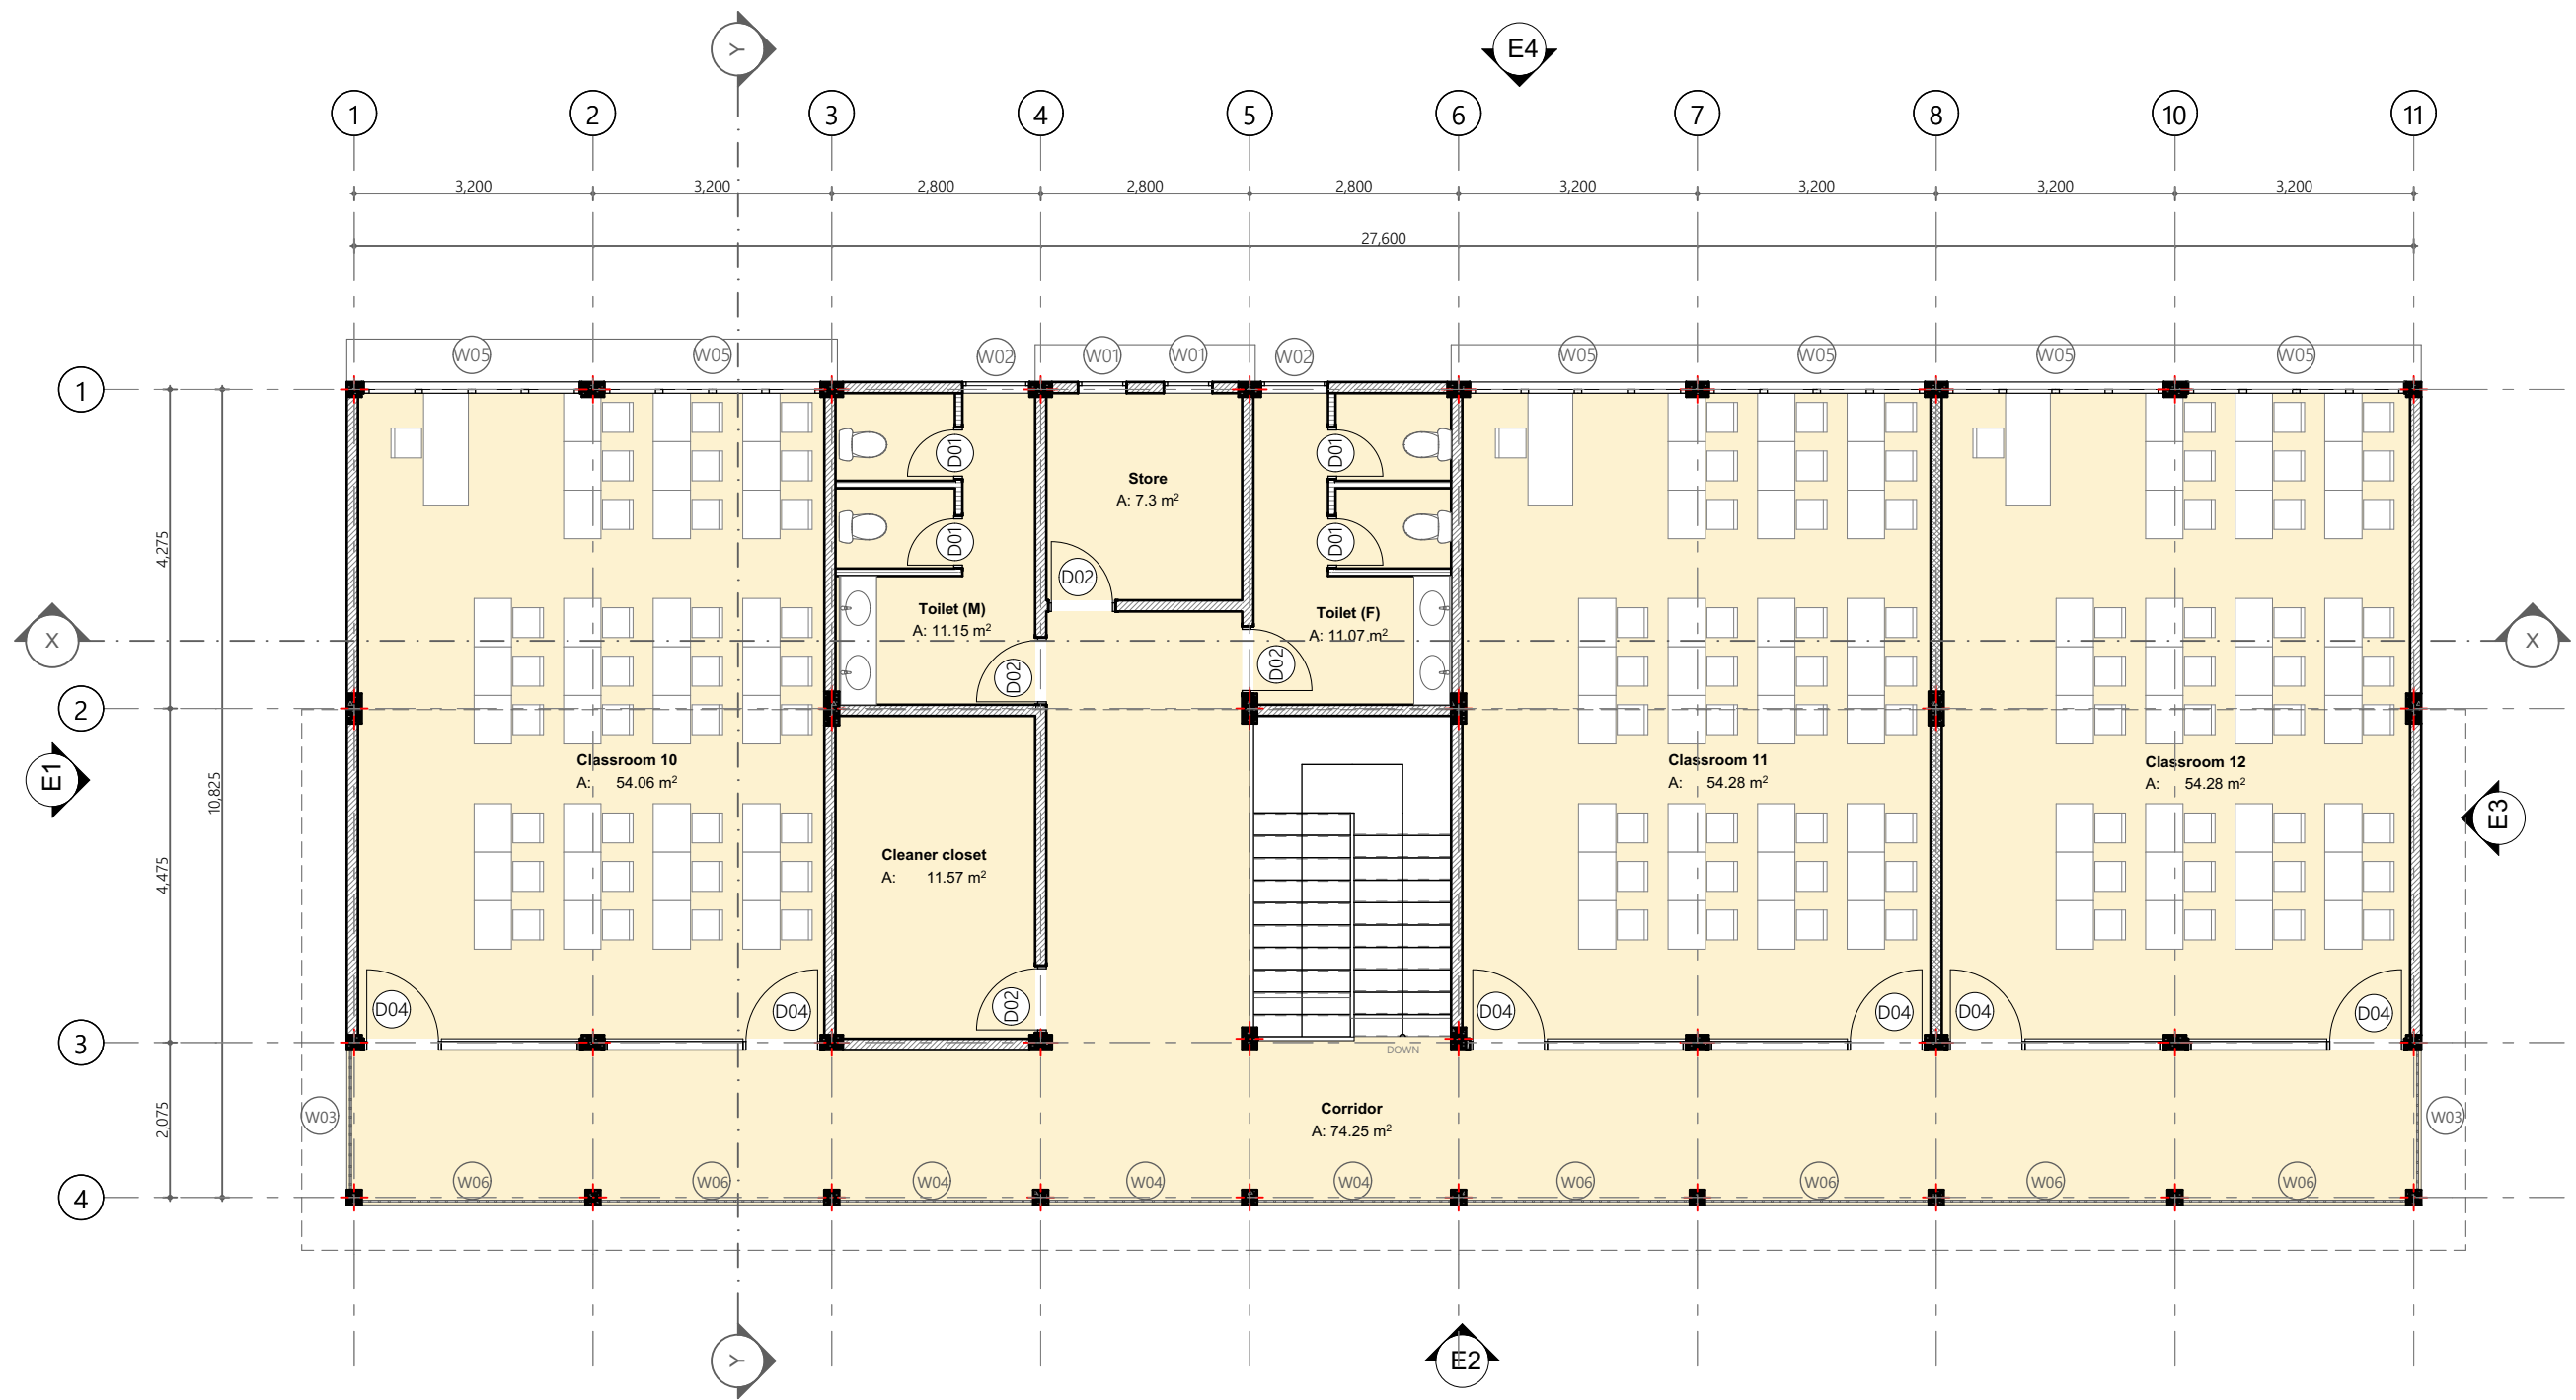 Y
E4
1 2 3 4 5 6 7 8 10 11
3,200 3,200 2,800 2,800 2,800 3,200 3,200 3,200 3,200
27,600
W05 W05 W02 W01 W01 W02 W05 W05 W05 W05
1
D01 D01
Store
A: 7.3 m²
4,275
D01 D01
D02
Toilet (M)
A: 11.15 m²
Toilet (F)
A: 11.07 m²
X X
D02 D02
2
E1
Classroom 10
A: 54.06 m²
Classroom 11
A: 54.28 m²
Classroom 12
A: 54.28 m²
10,825
E3
Cleaner closet
A: 11.57 m²
4,475
D04 D04 D02 D04 D04 D04 D04
3
DOWN
W03 W03
2,075
Corridor
A: 74.25 m²
W06 W06 W04 W04 W04 W06 W06 W06 W06
4
Y
E2